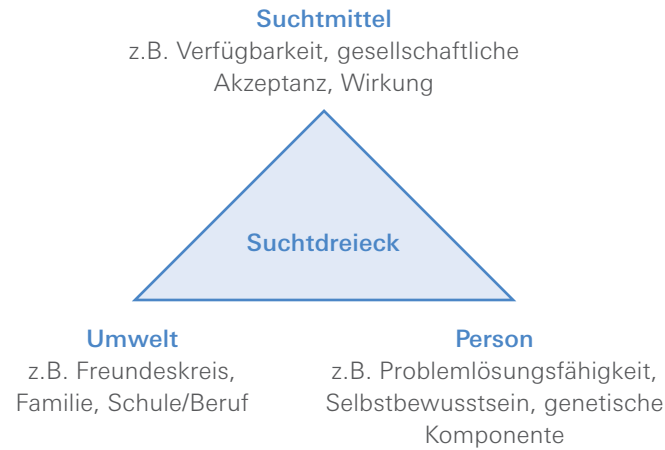 Suchtmittel
z.B. Verfügbarkeit, gesellschaftliche
Akzeptanz, Wirkung
Suchtdreieck
Umwelt
z.B. Freundeskreis,
Familie, Schule/Beruf
Person
z.B. Problemlösungsfähigkeit,
Selbstbewusstsein, genetische
Komponente